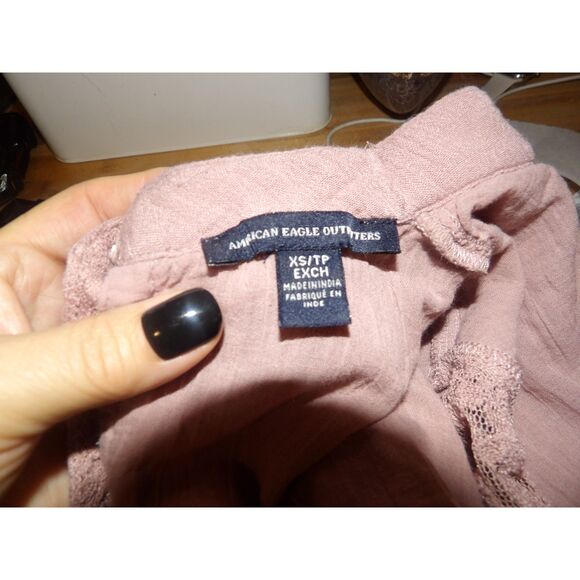 AMERICAN EAGLE OUTFITTERS
XS/TP
EXCH
MADE IN INDIA
FABRIQUÉ EN
INDE